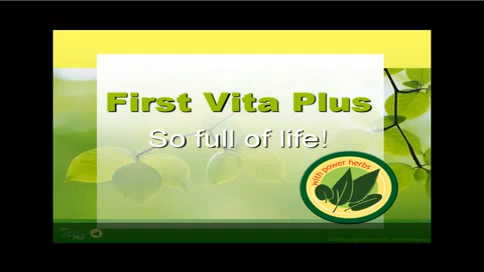 First Vita Plus
So full of life!
with power herbs